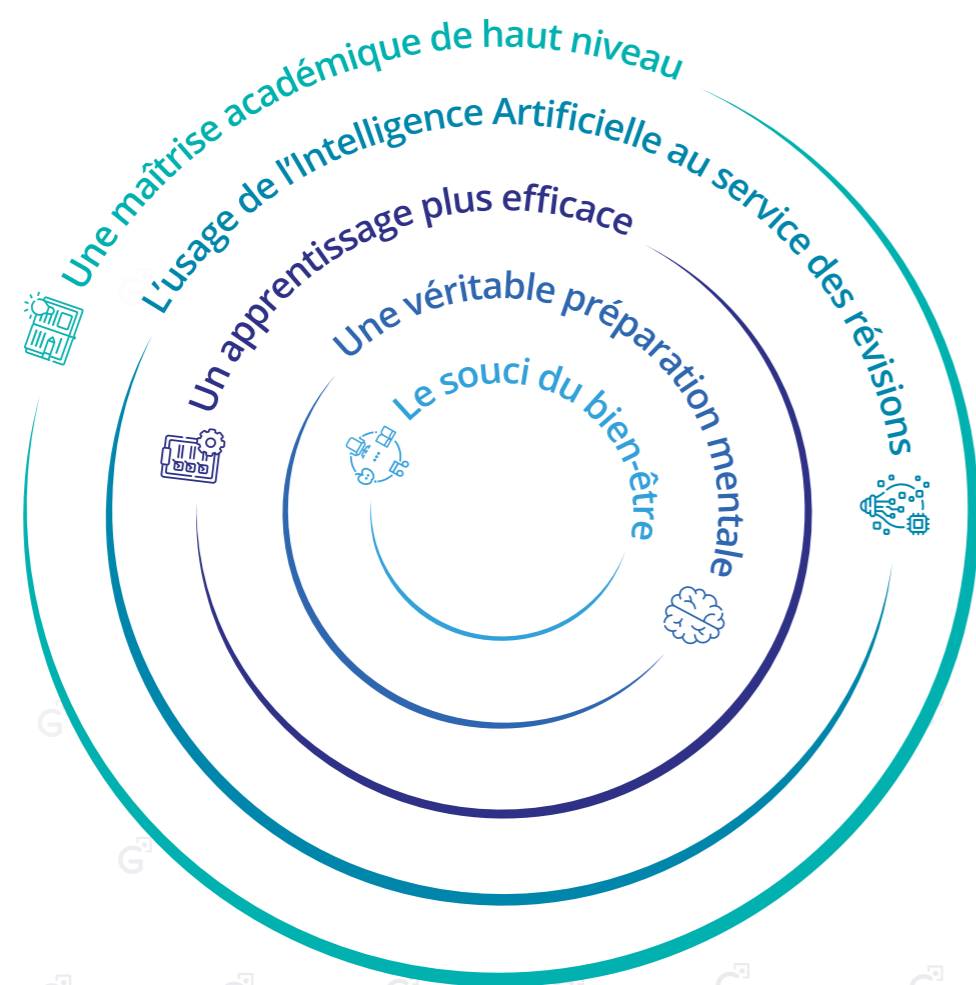 Une maîtrise académique de haut niveau
L'usage de l'Intelligence Artificielle au service des révisions
Un apprentissage plus efficace
Une véritable préparation mentale
Le souci du bien-être